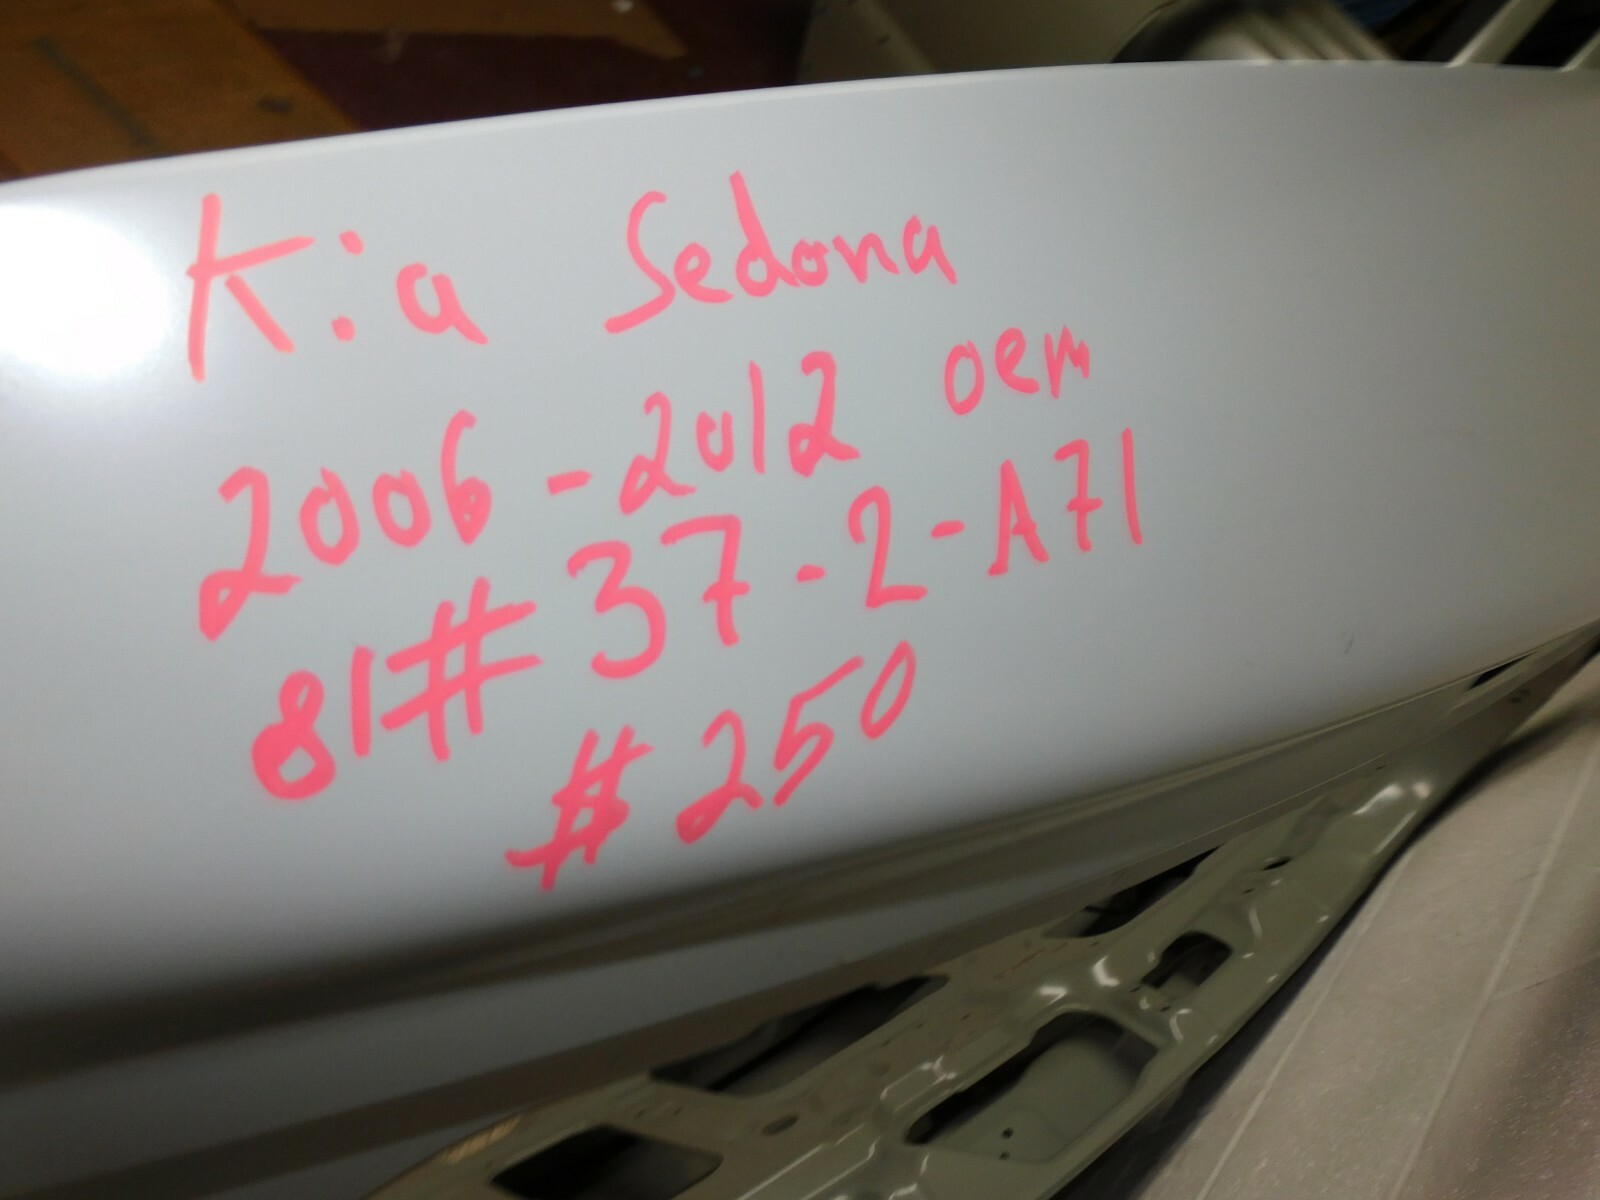 Kia Sedona
2006-2012 oem
81# 37-2-A71
#250